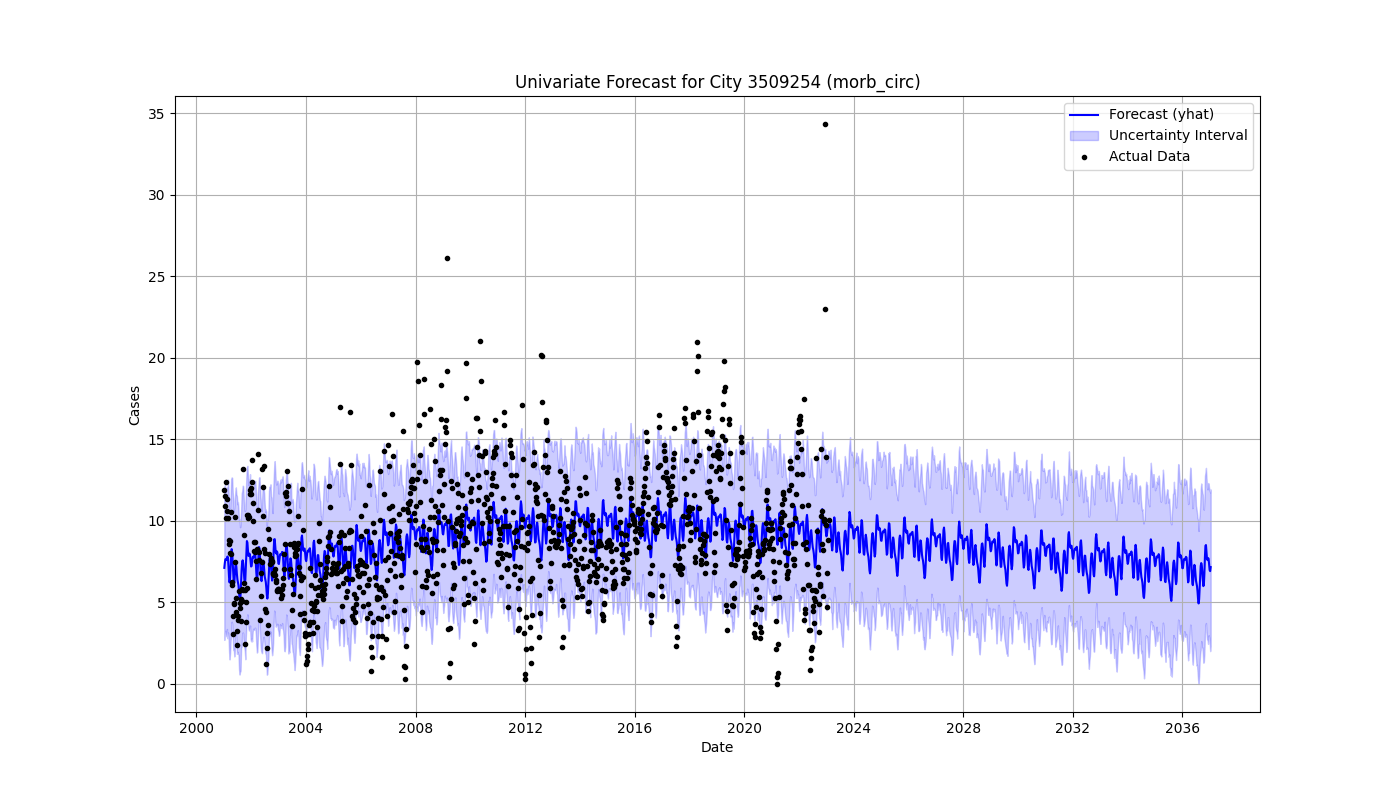 Univariate Forecast for City 3509254 (morb_circ)
Forecast (yhat)
Uncertainty Interval
Actual Data
Cases
35
30
25
20
15
10
5
0
2000 2004 2008 2012 2016 2020 2024 2028 2032 2036
Date